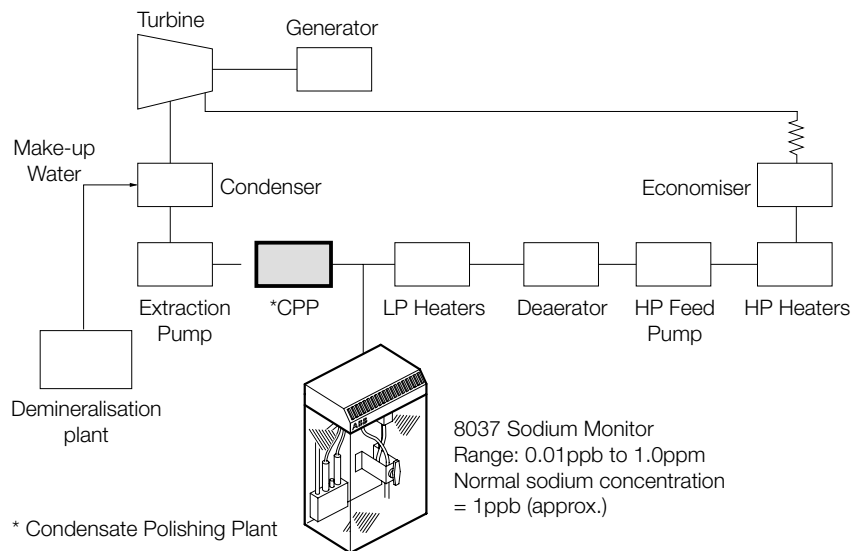 Turbine
Generator
Make-up
Water
Condenser
Economiser
Extraction
Pump
*CPP
LP Heaters
Deaerator
HP Feed
Pump
HP Heaters
Demineralisation
plant
ABB
8037 Sodium Monitor
Range: 0.01ppb to 1.0ppm
Normal sodium concentration
= 1ppb (approx.)
* Condensate Polishing Plant